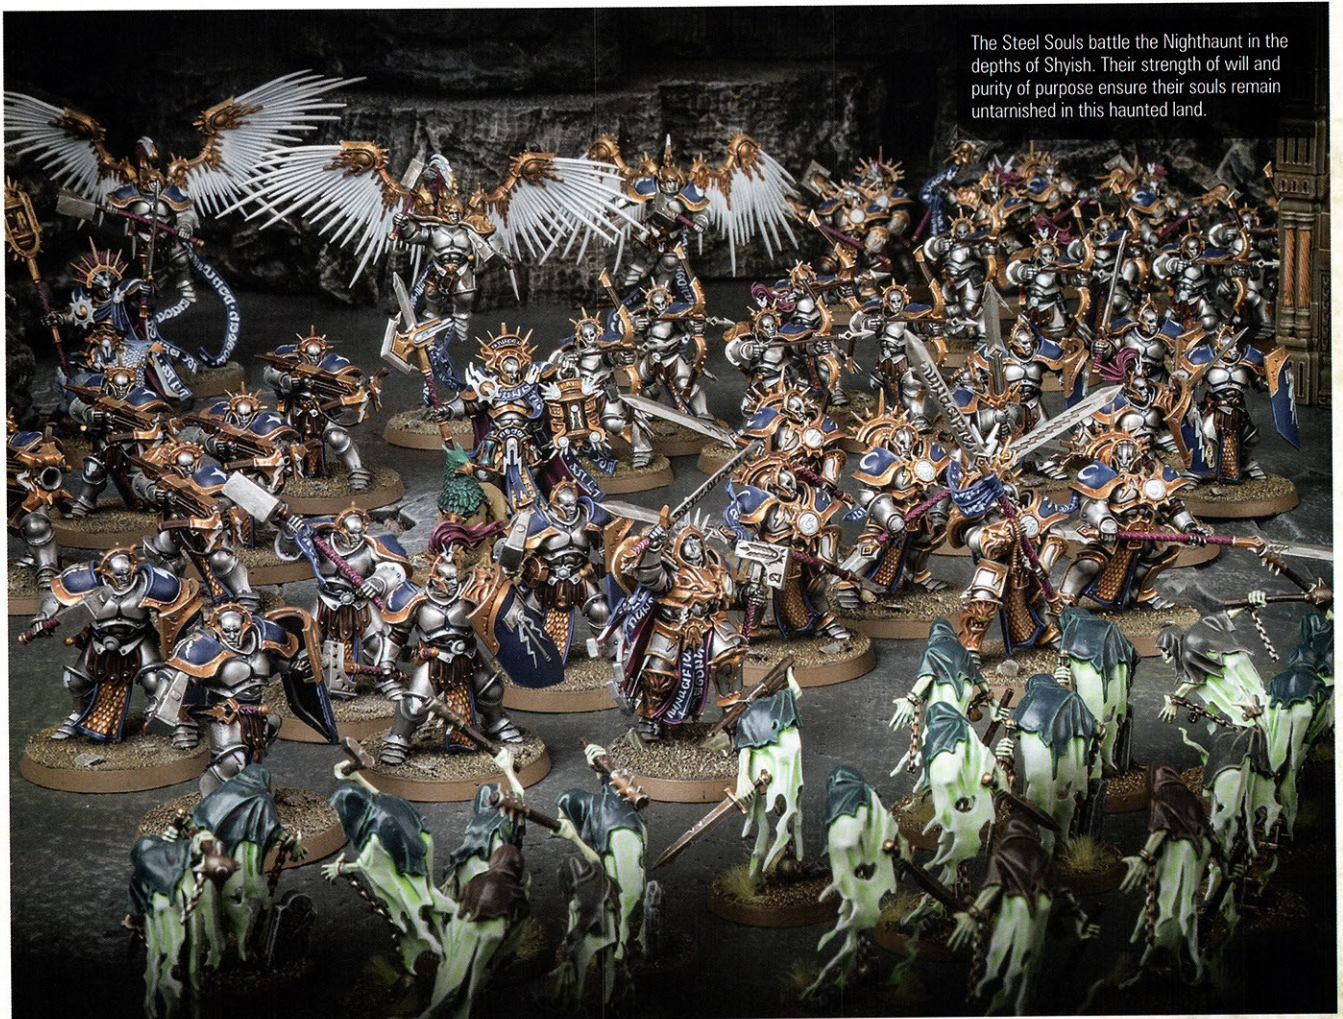 The Steel Souls battle the Nighthaunt in the
depths of Shyish. Their strength of will and
purity of purpose ensure their souls remain
untarnished in this haunted land.